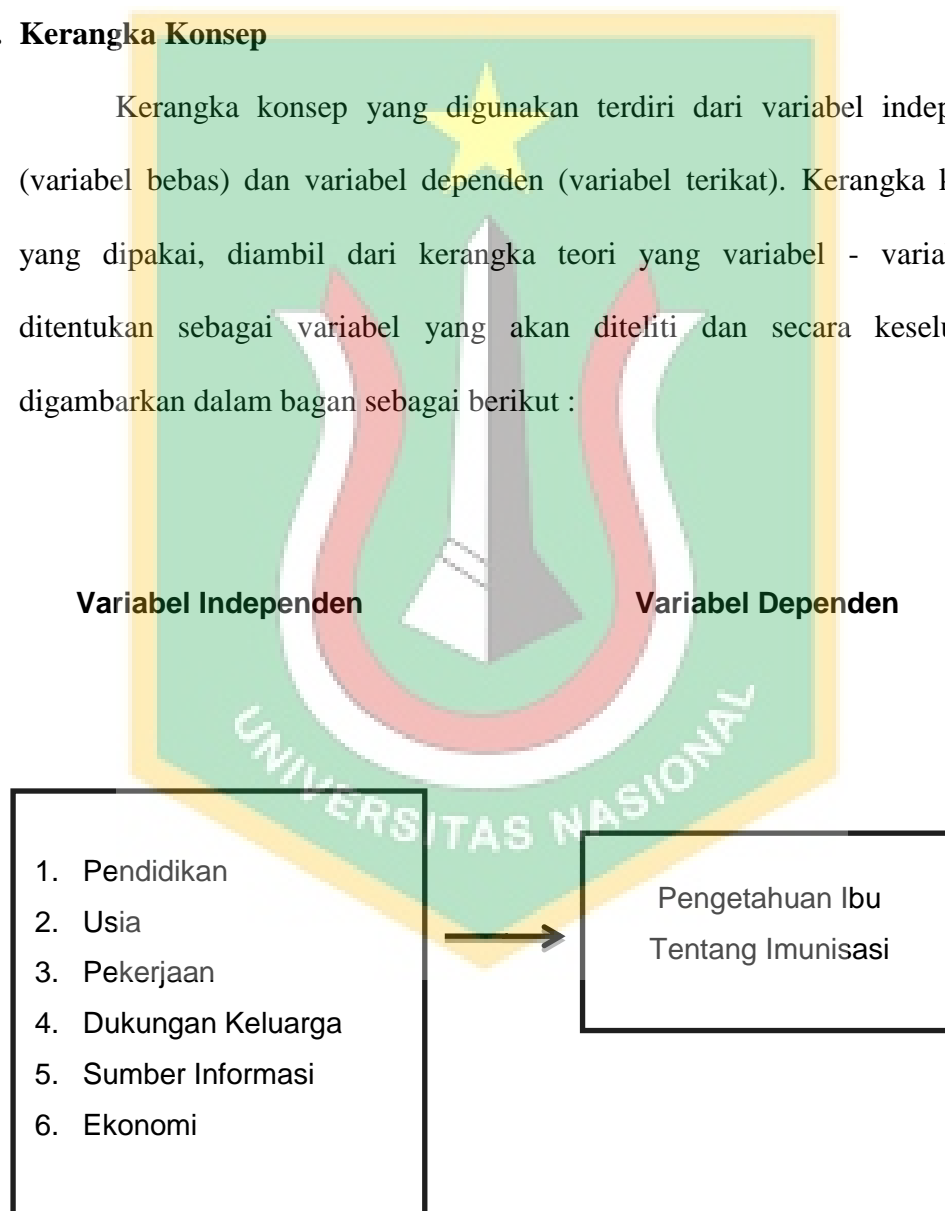 . Kerangka Konsep
Kerangka konsep yang digunakan terdiri dari variabel indep
(variabel bebas) dan variabel dependen (variabel terikat). Kerangka k
yang dipakai, diambil dari kerangka teori yang variabel - varia
ditentukan sebagai variabel yang akan diteliti dan secara kesel
digambarkan dalam bagan sebagai berikut :
Variabel Independen
Variabel Dependen
UNIVERSITAS NASIONAL
1. Pendidikan
2. Usia
3. Pekerjaan
4. Dukungan Keluarga
5. Sumber Informasi
6. Ekonomi
Pengetahuan Ibu
Tentang Imunisasi